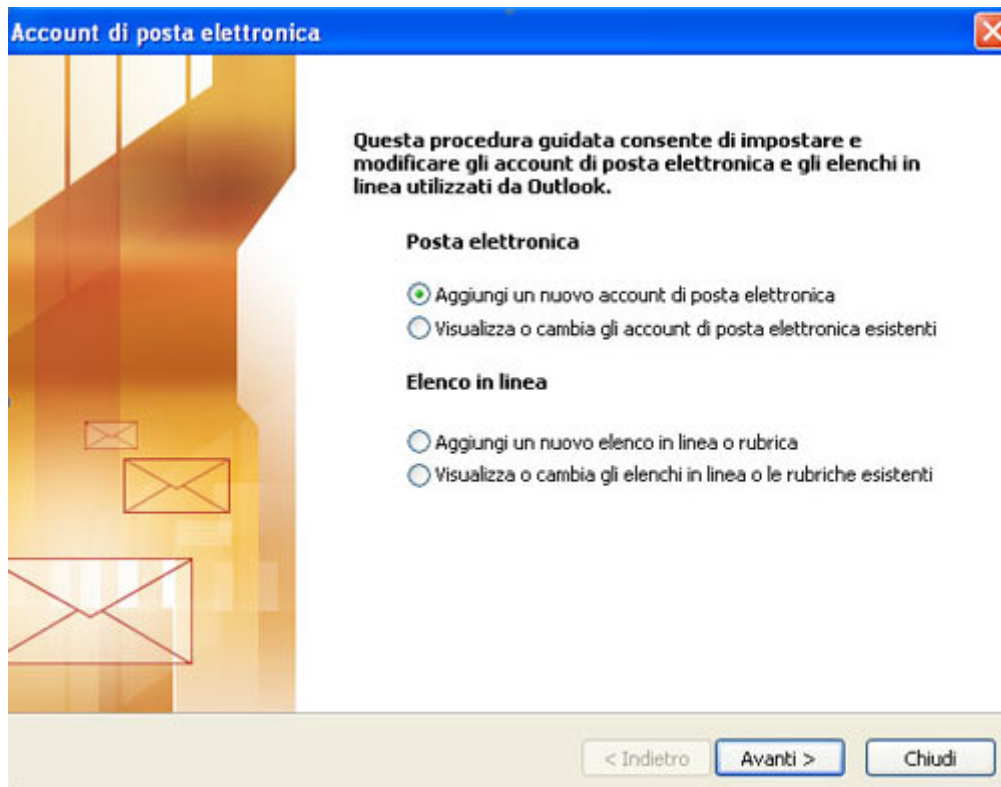 Account di posta elettronica
Questa procedura guidata consente di impostare e
modificare gli account di posta elettronica e gli elenchi in
linea utilizzati da Outlook.
Posta elettronica
Aggiungi un nuovo account di posta elettronica
Visualizza o cambia gli account di posta elettronica esistenti
Elenco in linea
Aggiungi un nuovo elenco in linea o rubrica
Visualizza o cambia gli elenchi in linea o le rubriche esistenti
< Indietro
Avanti >
Chiudi